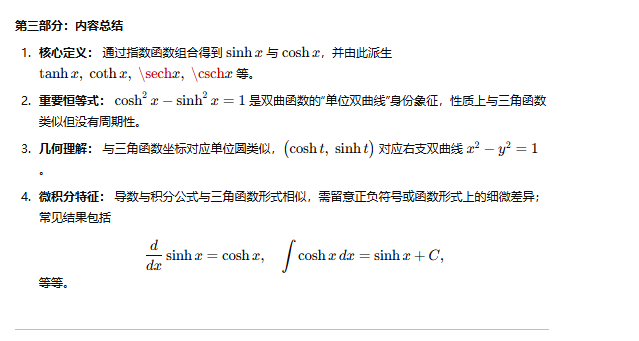 第三部分：内容总结
1. 核心定义： 通过指数函数组合得到 sinh x 与 cosh x，并由此派生
tanh x, coth x, \sechx, \cschx 等。
2. 重要恒等式： cosh² x − sinh² x = 1 是双曲函数的“单位双曲线”身份象征，性质上与三角函数
类似但没有周期性。
3. 几何理解： 与三角函数坐标对应单位圆类似，(cosh t, sinh t) 对应右支双曲线 x² − y² = 1
。
4. 微积分特征： 导数与积分公式与三角函数形式相似，需留意正负符号或函数形式上的细微差异；
常见结果包括
d/dx sinh x = cosh x, ∫ cosh x dx = sinh x + C,
等等。